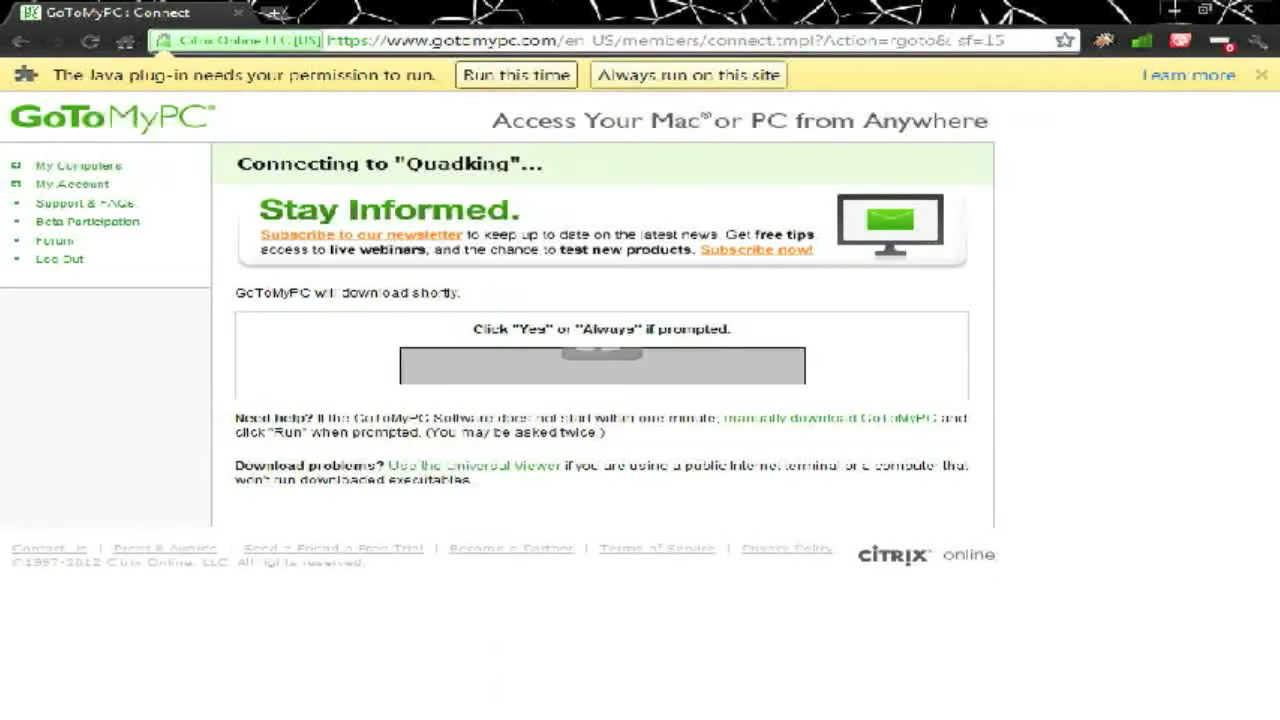 GoToMyPC : Connect
Citrix Online LLC [US] https://www.gotomypc.com/en_US/members/connect.tmpl?Action=rgoto&_sf=15
The Java plug-in needs your permission to run. Run this time Always run on this site Learn more
GoToMyPC® Access Your Mac® or PC from Anywhere
My Computers
My Account
Support & FAQs
Beta Participation
Forum
Log Out
Connecting to "Quadking"...
Stay Informed.
Subscribe to our newsletter to keep up to date on the latest news. Get free tips
access to live webinars, and the chance to test new products. Subscribe now!
GoToMyPC will download shortly.
Click "Yes" or "Always" if prompted.
Need help? If the GoToMyPC Software does not start within one minute, manually download GoToMyPC and
click "Run" when prompted. (You may be asked twice.)
Download problems? Use the Universal Viewer if you are using a public Internet terminal or a computer that
won't run downloaded executables.
Contact Us | Press & Awards Send a Friend a Free Trial | Become a Partner | Terms of Service | Privacy Policy
©1997-2012 Citrix Online, LLC. All rights reserved.
CITRIX online